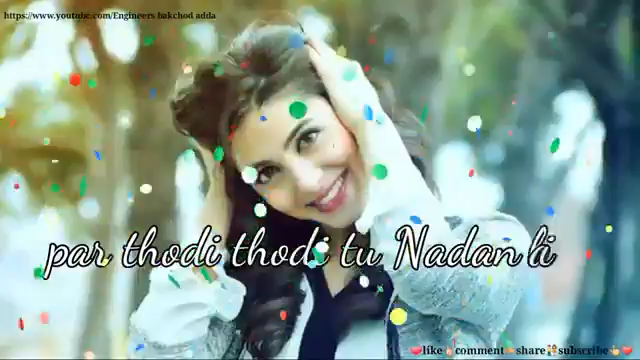 https://www.youtube.com/Engineers bakchod adda
par thodi thodi tu Nadan li
❤️like👍comment share subscribe👍❤️